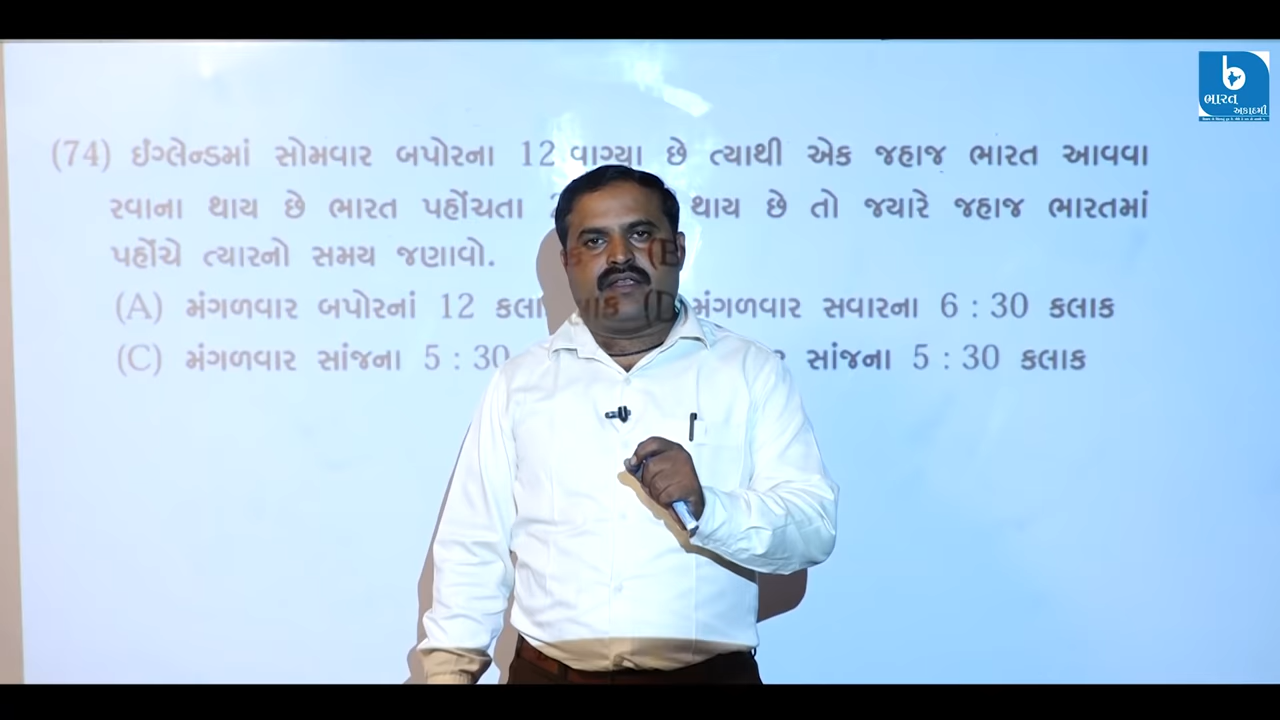 (74) ઈંગ્લેન્ડમાં સોમવાર બપોરના 12 વાગ્યા છે ત્યાથી એક જહાજ ભારત આવવા
રવાના થાય છે ભારત પહોંચતા થાય છે તો જ્યારે જહાજ ભારતમાં
પહોંચે ત્યારનો સમય જણાવો. (B
(A) મંગળવાર બપોરનાં 12 કલાક (D) મંગળવાર સવારના 6 : 30 કલાક
(C) મંગળવાર સાંજના 5 : 30 સાંજના 5 : 30 કલાક
b
ભારત
અકાદમી